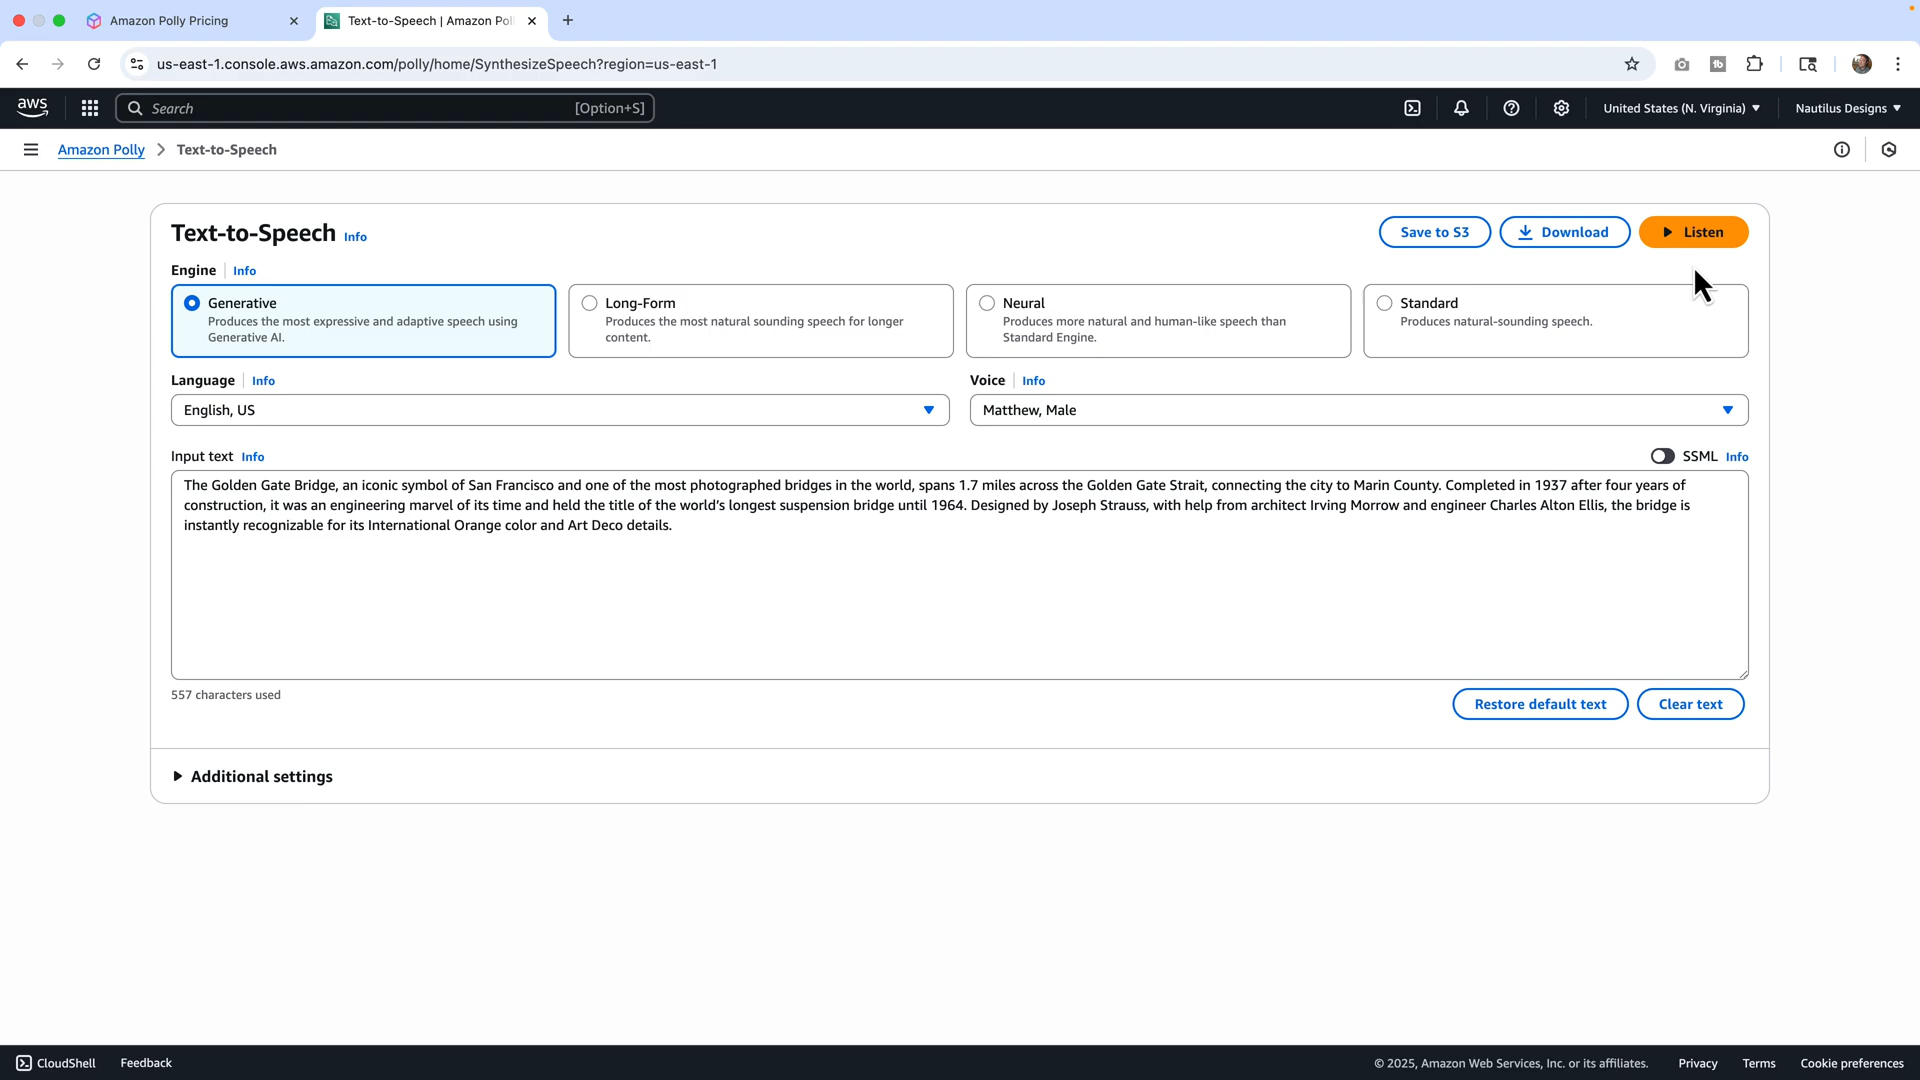 Amazon Polly Pricing
Text-to-Speech | Amazon Pol
us-east-1.console.aws.amazon.com/polly/home/SynthesizeSpeech?region=us-east-1
aws
Search
[Option+S]
United States (N. Virginia)
Nautilus Designs
Amazon Polly
Text-to-Speech
Text-to-Speech Info
Save to S3
Download
Listen
Engine Info
Generative
Produces the most expressive and adaptive speech using
Generative AI.
Long-Form
Produces the most natural sounding speech for longer
content.
Neural
Produces more natural and human-like speech than
Standard Engine.
Standard
Produces natural-sounding speech.
Language Info
English, US
Voice Info
Matthew, Male
Input text Info
SSML Info
The Golden Gate Bridge, an iconic symbol of San Francisco and one of the most photographed bridges in the world, spans 1.7 miles across the Golden Gate Strait, connecting the city to Marin County. Completed in 1937 after four years of
construction, it was an engineering marvel of its time and held the title of the world’s longest suspension bridge until 1964. Designed by Joseph Strauss, with help from architect Irving Morrow and engineer Charles Alton Ellis, the bridge is
instantly recognizable for its International Orange color and Art Deco details.
557 characters used
Restore default text
Clear text
Additional settings
CloudShell
Feedback
© 2025, Amazon Web Services, Inc. or its affiliates.
Privacy
Terms
Cookie preferences